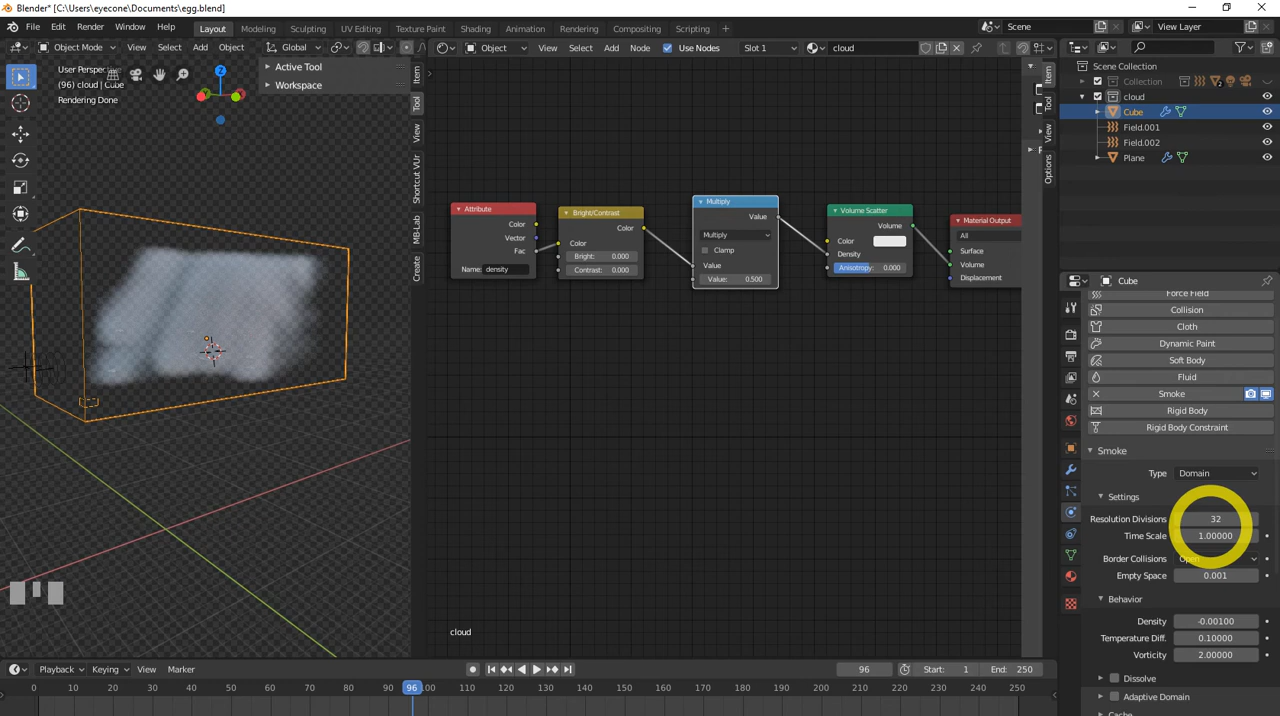 Blender* [C:\Users\eyecone\Documents\egg.blend]
File Edit Render Window Help Layout Modeling Sculpting UV Editing Texture Paint Shading Animation Rendering Compositing Scripting + Scene View Layer
Object Mode View Select Add Object Global Object View Select Add Node Use Nodes Slot 1 cloud
User Perspective
(96) cloud | Cube
Rendering Done
Z
Active Tool
Workspace
Item
Tool
View
Shortcut VUr
MB-Lab
Create
Attribute
Color
Vector
Fac
Name: density
Bright/Contrast
Color
Color
Bright: 0.000
Contrast: 0.000
Multiply
Value
Multiply
Clamp
Value
Value: 0.500
Volume Scatter
Volume
Color
Density
Anisotropy: 0.000
Material Output
All
Surface
Volume
Displacement
Item
Tool
View
Options
cloud
Scene Collection
Collection 2
cloud
Cube
Field.001
Field.002
Plane
Cube
Force Field
Collision
Cloth
Dynamic Paint
Soft Body
Fluid
Smoke
Rigid Body
Rigid Body Constraint
Smoke
Type Domain
Settings
Resolution Divisions 32
Time Scale 1.00000
Border Collisions Open
Empty Space 0.001
Behavior
Density -0.00100
Temperature Diff. 0.10000
Vorticity 2.00000
Dissolve
Adaptive Domain
Cache
Playback Keying View Marker 96 Start: 1 End: 250
0 10 20 30 40 50 60 70 80 96 100 110 120 130 140 150 160 170 180 190 200 210 220 230 240 250